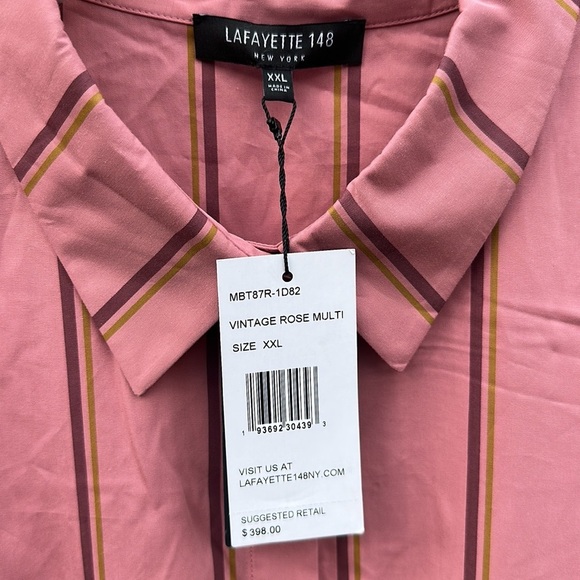 LAFAYETTE 148
NEW YORK
XXL
MADE IN
CHINA
MBT87R-1D82
VINTAGE ROSE MULTI
SIZE XXL
1 93692 30439 3
VISIT US AT
LAFAYETTE148NY.COM
SUGGESTED RETAIL
$ 398.00